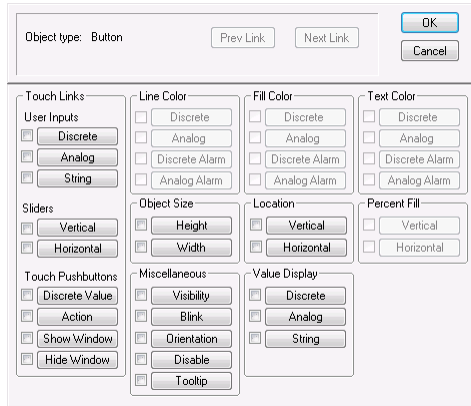 Object type: Button
Prev Link
Next Link
OK
Cancel
Touch Links
User Inputs
Discrete
Analog
String
Sliders
Vertical
Horizontal
Touch Pushbuttons
Discrete Value
Action
Show Window
Hide Window
Line Color
Discrete
Analog
Discrete Alarm
Analog Alarm
Fill Color
Discrete
Analog
Discrete Alarm
Analog Alarm
Text Color
Discrete
Analog
Discrete Alarm
Analog Alarm
Object Size
Height
Width
Location
Vertical
Horizontal
Percent Fill
Vertical
Horizontal
Miscellaneous
Visibility
Blink
Orientation
Disable
Tooltip
Value Display
Discrete
Analog
String